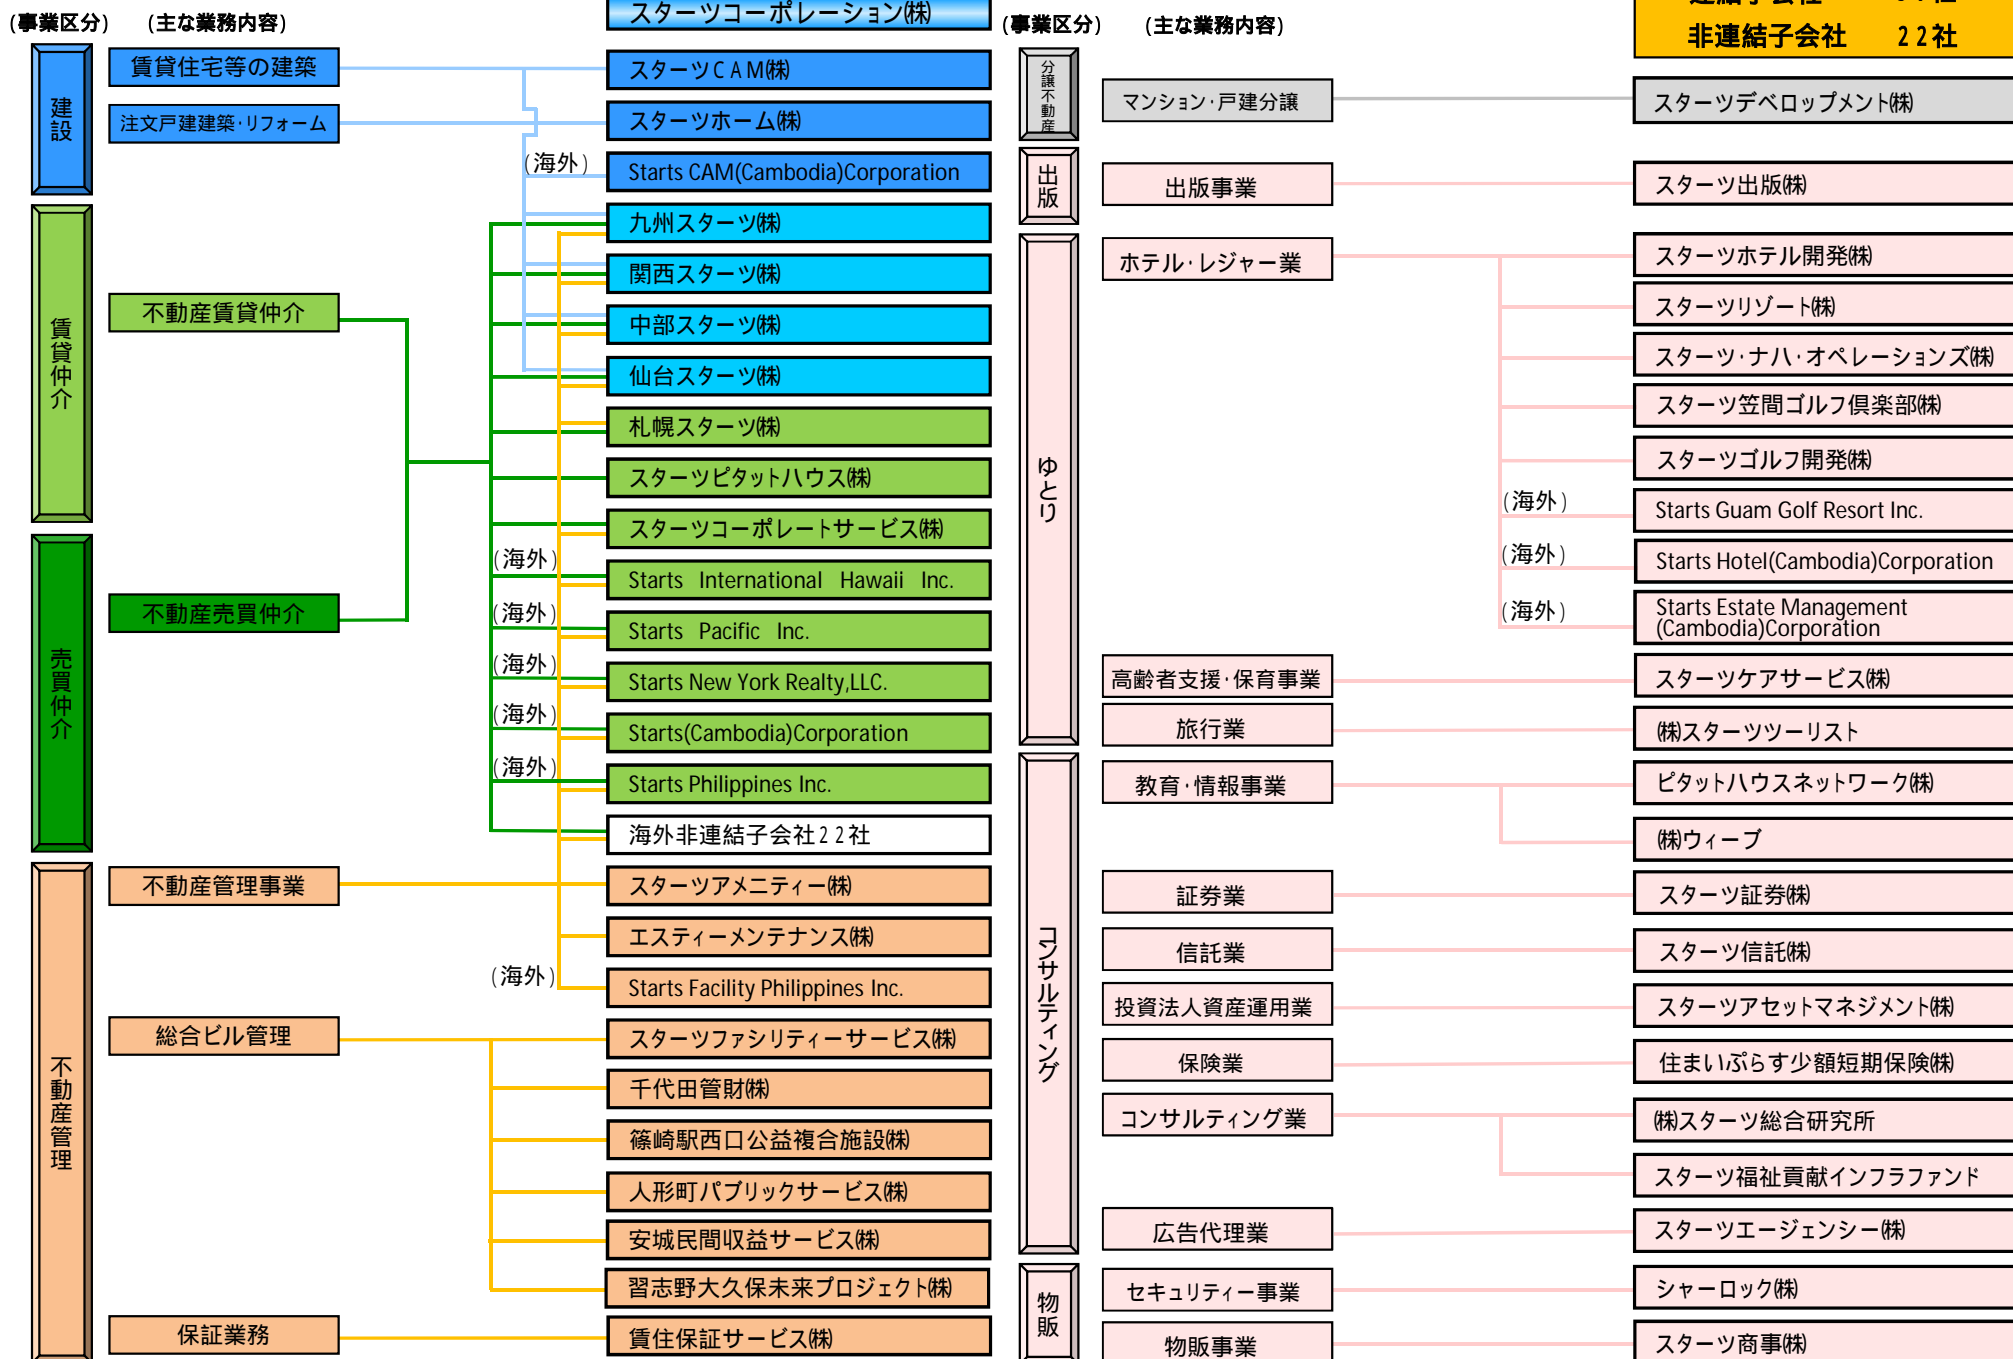 スターツコーポレーション㈱
非連結子会社 22社
(事業区分) (主な業務内容)
建設
賃貸住宅等の建築
スターツCAM㈱
注文戸建建築・リフォーム
スターツホーム㈱
(海外)
Starts CAM(Cambodia)Corporation
九州スターツ㈱
関西スターツ㈱
中部スターツ㈱
仙台スターツ㈱
賃貸仲介
不動産賃貸仲介
札幌スターツ㈱
スターツピタットハウス㈱
スターツコーポレートサービス㈱
(海外)
Starts International Hawaii Inc.
売買仲介
不動産売買仲介
(海外)
Starts Pacific Inc.
(海外)
Starts New York Realty,LLC.
(海外)
Starts(Cambodia)Corporation
(海外)
Starts Philippines Inc.
海外非連結子会社22社
不動産管理
不動産管理事業
スターツアメニティー㈱
エスティーメンテナンス㈱
(海外)
Starts Facility Philippines Inc.
総合ビル管理
スターツファシリティーサービス㈱
千代田管財㈱
篠崎駅西口公益複合施設㈱
人形町パブリックサービス㈱
安城民間収益サービス㈱
習志野大久保未来プロジェクト㈱
保証業務
賃住保証サービス㈱
(事業区分) (主な業務内容)
分譲不動産
マンション・戸建分譲
スターツデベロップメント㈱
出版
出版事業
スターツ出版㈱
ゆとり
ホテル・レジャー業
スターツホテル開発㈱
スターツリゾート㈱
スターツ・ナハ・オペレーションズ㈱
スターツ笠間ゴルフ倶楽部㈱
スターツゴルフ開発㈱
(海外)
Starts Guam Golf Resort Inc.
(海外)
Starts Hotel(Cambodia)Corporation
(海外)
Starts Estate Management
(Cambodia)Corporation
高齢者支援・保育事業
スターツケアサービス㈱
旅行業
㈱スターツツーリスト
コンサルティング
教育・情報事業
ピタットハウスネットワーク㈱
㈱ウィーブ
証券業
スターツ証券㈱
信託業
スターツ信託㈱
投資法人資産運用業
スターツアセットマネジメント㈱
保険業
住まいぷらす少額短期保険㈱
コンサルティング業
㈱スターツ総合研究所
スターツ福祉貢献インフラファンド
広告代理業
スターツエージェンシー㈱
物販
セキュリティー事業
シャーロック㈱
物販事業
スターツ商事㈱